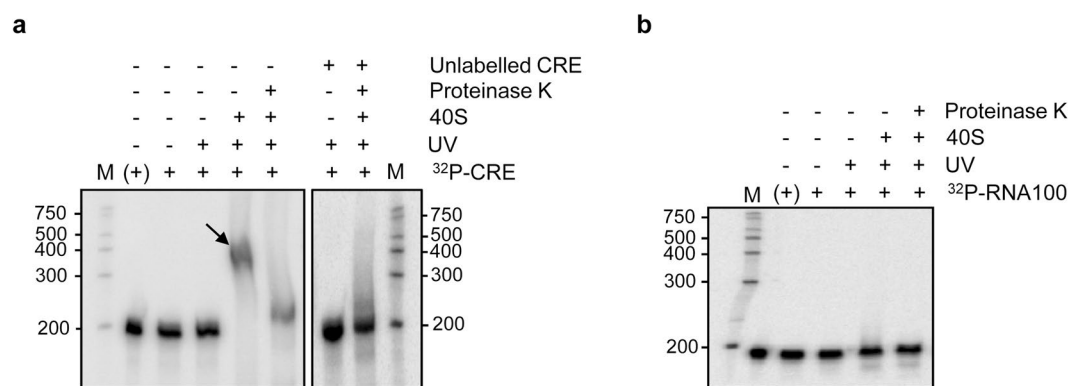 a
- - - - - + + Unlabelled CRE
- - - - + - + Proteinase K
- - - + + - + 40S
- - + + + + + UV
M (+) + + + + + + M ³²P-CRE
750 750
500 500
400 400
300 300
200 200
b
- - - - + Proteinase K
- - - + + 40S
- - + + + UV
M (+) + + + + ³²P-RNA100
750
500
400
300
200